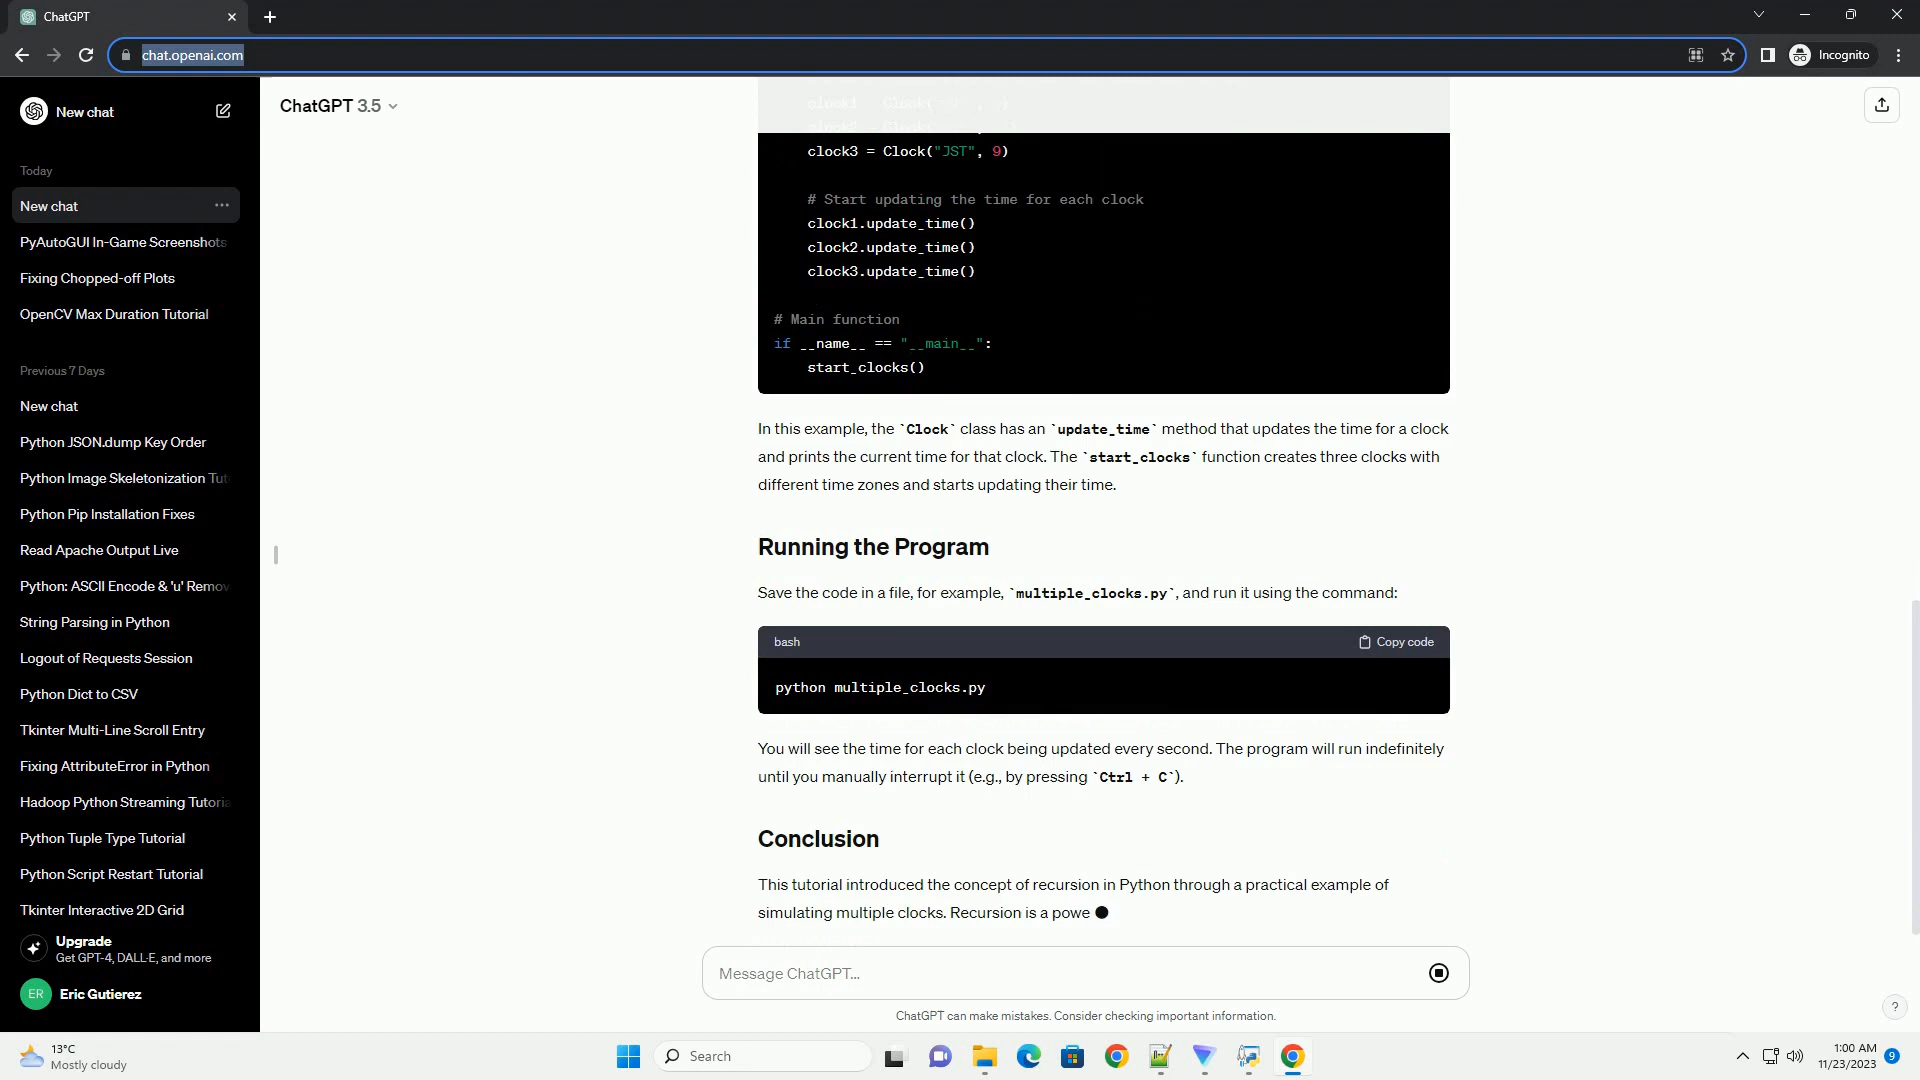 ChatGPT
chat.openai.com
Incognito
New chat
Today
New chat
PyAutoGUI In-Game Screenshots
Fixing Chopped-off Plots
OpenCV Max Duration Tutorial
Previous 7 Days
New chat
Python JSON.dump Key Order
Python Image Skeletonization Tut
Python Pip Installation Fixes
Read Apache Output Live
Python: ASCII Encode & 'u' Remov
String Parsing in Python
Logout of Requests Session
Python Dict to CSV
Tkinter Multi-Line Scroll Entry
Fixing AttributeError in Python
Hadoop Python Streaming Tutoria
Python Tuple Type Tutorial
Python Script Restart Tutorial
Tkinter Interactive 2D Grid
Upgrade
Get GPT-4, DALL·E, and more
ER
Eric Gutierez
ChatGPT 3.5
clock3 = Clock("JST", 9)
# Start updating the time for each clock
clock1.update_time()
clock2.update_time()
clock3.update_time()
# Main function
if __name__ == "__main__":
start_clocks()
In this example, the `Clock` class has an `update_time` method that updates the time for a clock
and prints the current time for that clock. The `start_clocks` function creates three clocks with
different time zones and starts updating their time.
Running the Program
Save the code in a file, for example, `multiple_clocks.py`, and run it using the command:
bash
Copy code
python multiple_clocks.py
You will see the time for each clock being updated every second. The program will run indefinitely
until you manually interrupt it (e.g., by pressing `Ctrl + C`).
Conclusion
This tutorial introduced the concept of recursion in Python through a practical example of
simulating multiple clocks. Recursion is a powe
Message ChatGPT...
ChatGPT can make mistakes. Consider checking important information.
?
13°C
Mostly cloudy
Search
1:00 AM
11/23/2023
9